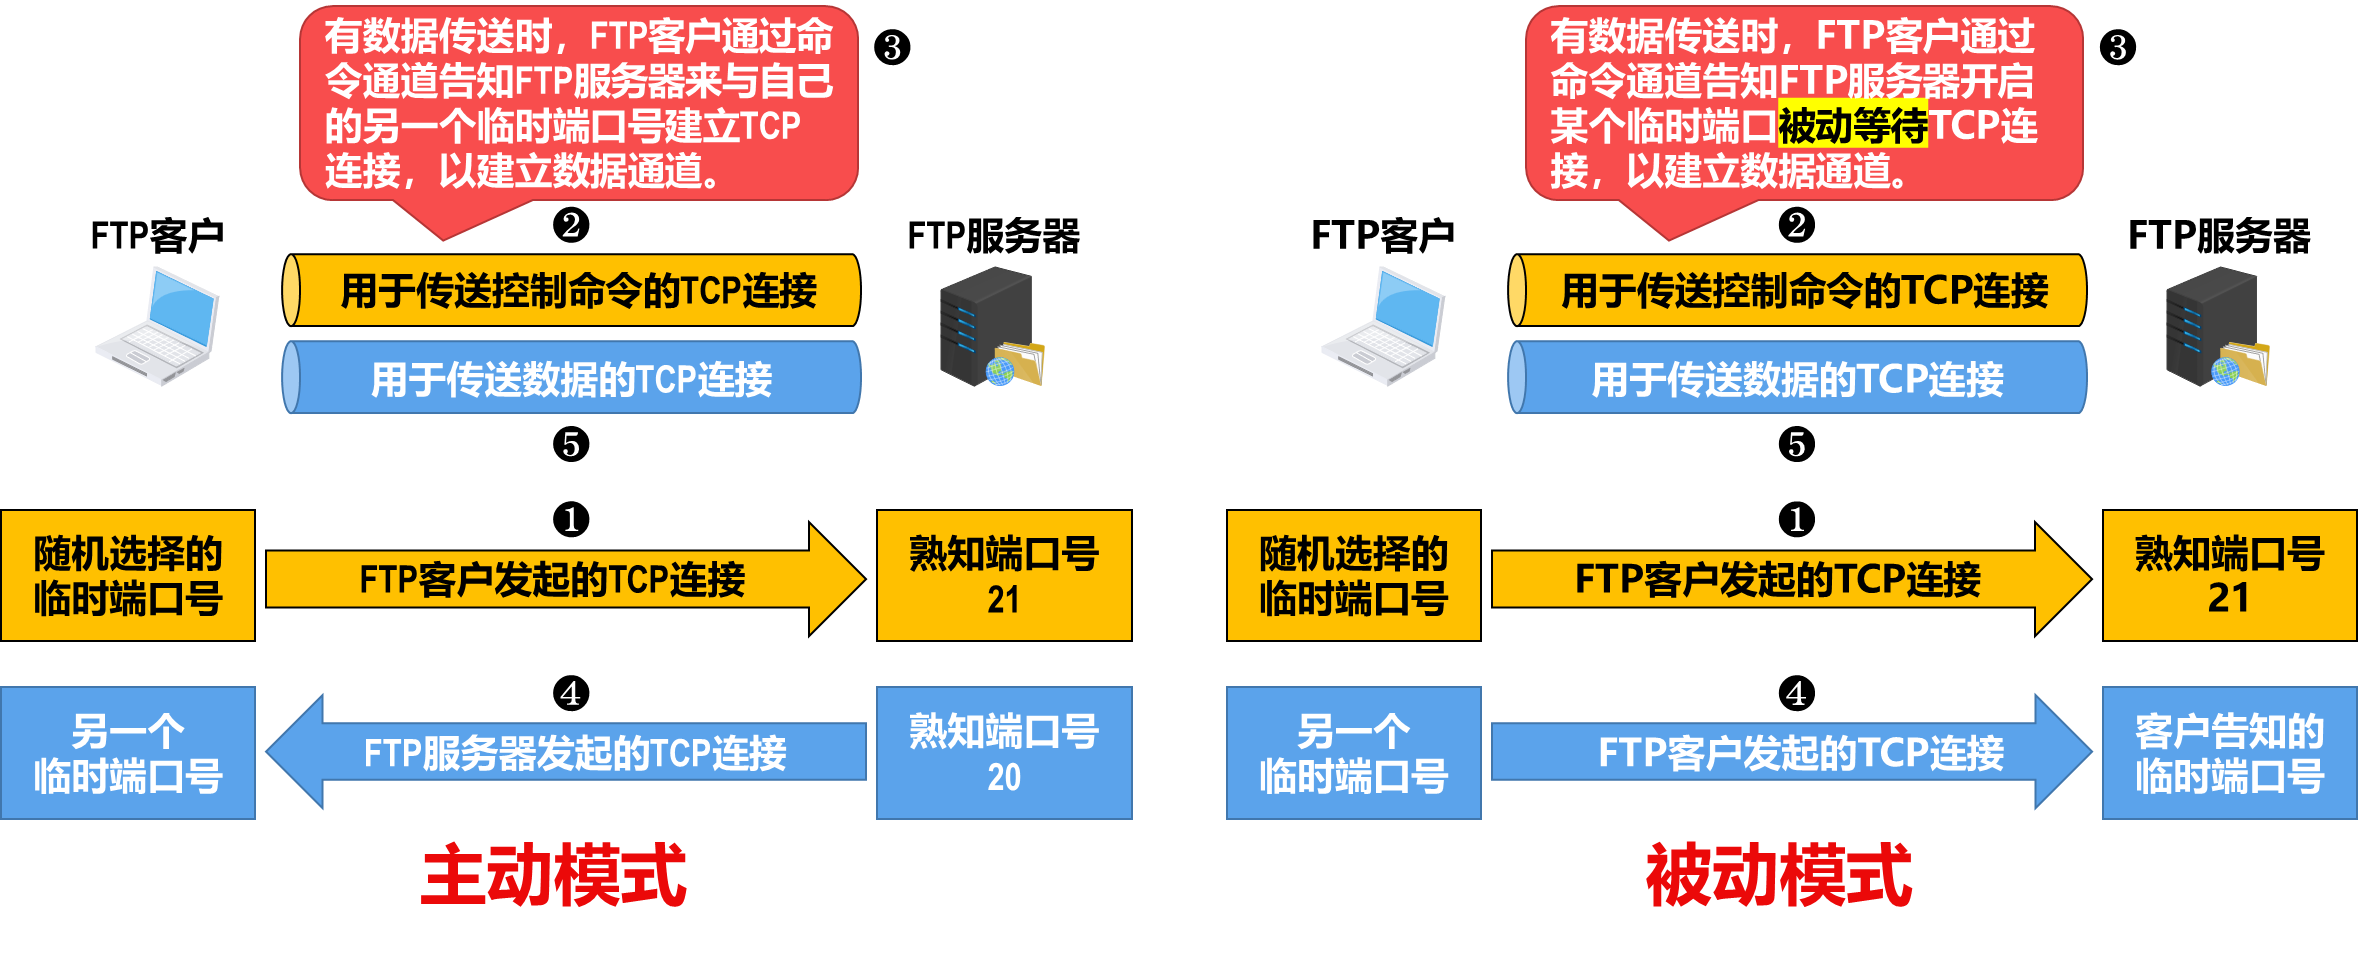 有数据传送时，FTP客户通过命
令通道告知FTP服务器来与自己
的另一个临时端口号建立TCP
连接，以建立数据通道。
❸
FTP客户
❷
FTP服务器
用于传送控制命令的TCP连接
用于传送数据的TCP连接
❺
❶
随机选择的
临时端口号
FTP客户发起的TCP连接
熟知端口号
21
❹
另一个
临时端口号
FTP服务器发起的TCP连接
熟知端口号
20
主动模式
有数据传送时，FTP客户通过
命令通道告知FTP服务器开启
某个临时端口被动等待TCP连
接，以建立数据通道。
❸
FTP客户
❷
FTP服务器
用于传送控制命令的TCP连接
用于传送数据的TCP连接
❺
❶
随机选择的
临时端口号
FTP客户发起的TCP连接
熟知端口号
21
❹
另一个
临时端口号
FTP客户发起的TCP连接
客户告知的
临时端口号
被动模式